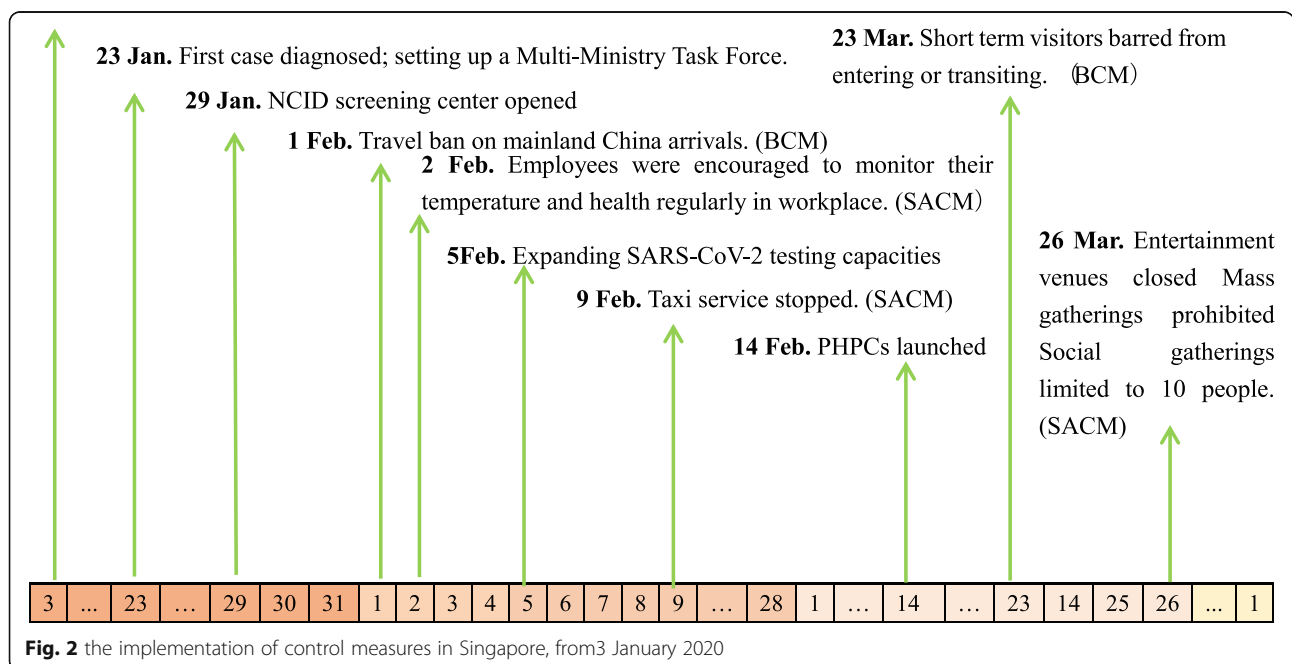 23 Jan. First case diagnosed; setting up a Multi-Ministry Task Force.
29 Jan. NCID screening center opened
1 Feb. Travel ban on mainland China arrivals. (BCM)
2 Feb. Employees were encouraged to monitor their
temperature and health regularly in workplace. (SACM)
5Feb. Expanding SARS-CoV-2 testing capacities
9 Feb. Taxi service stopped. (SACM)
14 Feb. PHPCs launched
23 Mar. Short term visitors barred from
entering or transiting. (BCM)
26 Mar. Entertainment
venues closed Mass
gatherings prohibited
Social gatherings
limited to 10 people.
(SACM)
3 ... 23 … 29 30 31 1 2 3 4 5 6 7 8 9 … 28 1 … 14 … 23 14 25 26 ... 1
Fig. 2 the implementation of control measures in Singapore, from3 January 2020